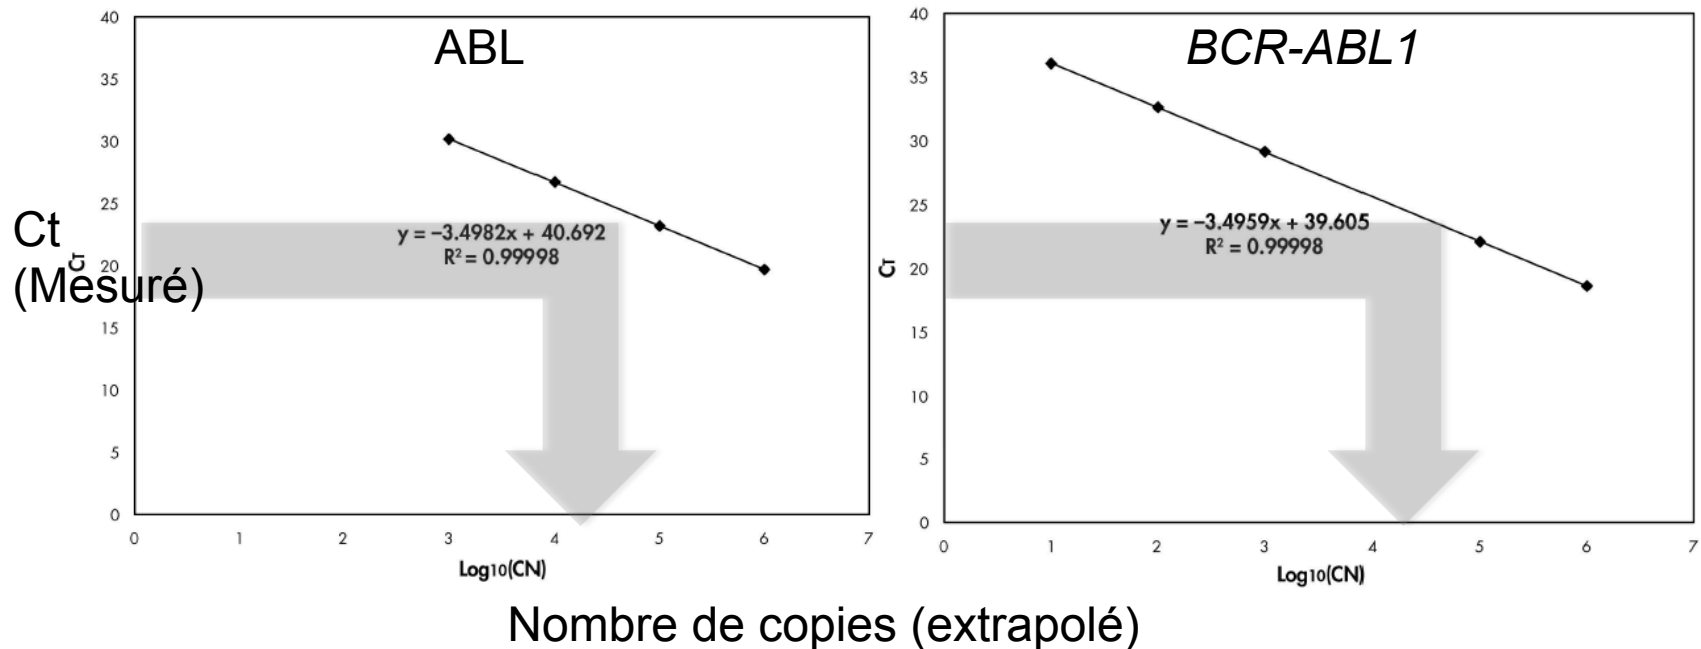 ABL
40
35
30
25
20
15
10
5
0
0 1 2 3 4 5 6 7
y = –3.4982x + 40.692
R² = 0.99998
Ct
(Mesuré)
CT
Log10(CN)
BCR-ABL1
40
35
30
25
20
15
10
5
0
0 1 2 3 4 5 6 7
y = –3.4959x + 39.605
R² = 0.99998
CT
Log10(CN)
Nombre de copies (extrapolé)